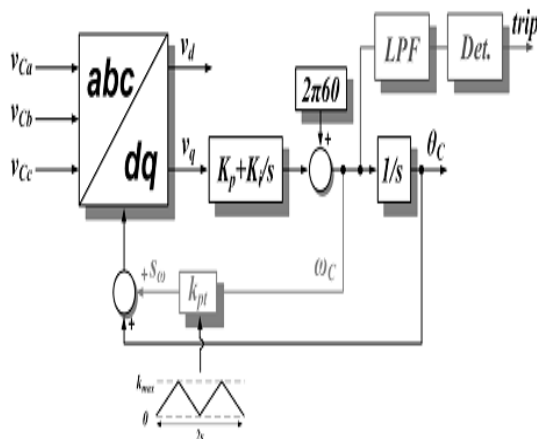 trip
LPF
Det.
v_Ca
v_Cb
v_Cc
abc
dq
v_d
v_q
2π60
+
K_p+K_i/s
1/s
θ_C
ω_C
+
S_ω
k_pt
+
k_max
0
2s